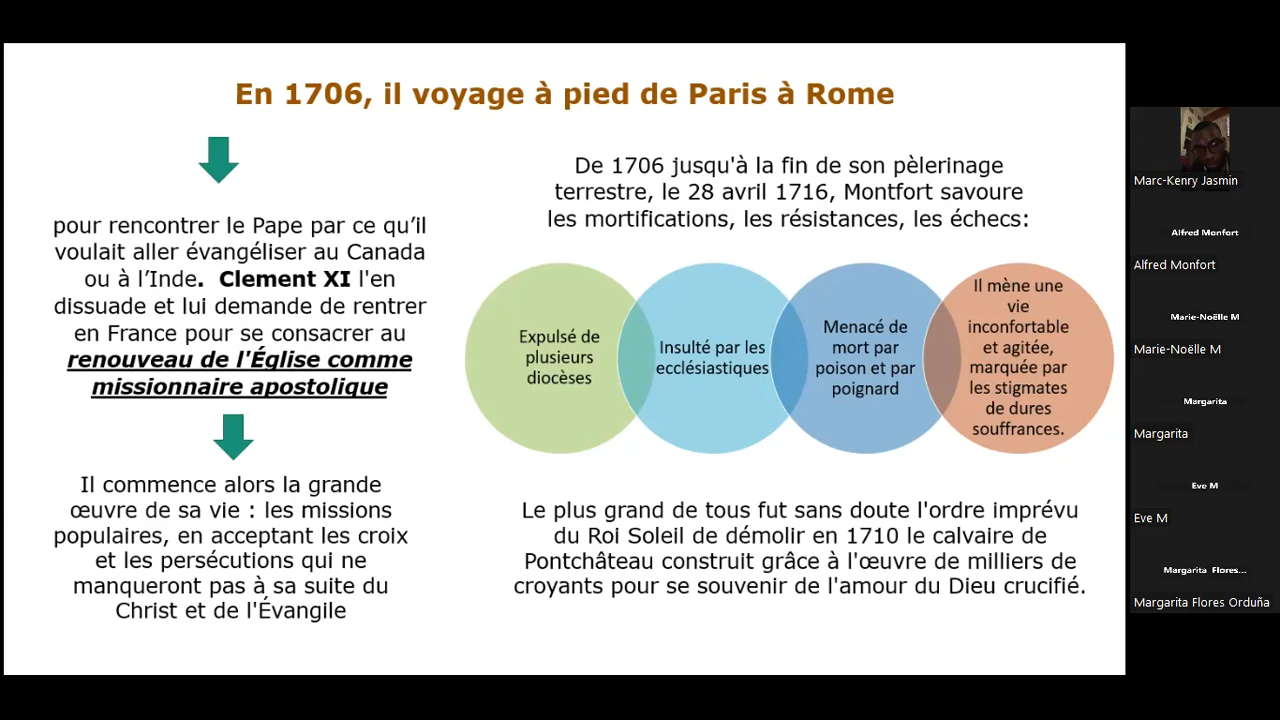 En 1706, il voyage à pied de Paris à Rome
pour rencontrer le Pape par ce qu’il
voulait aller évangéliser au Canada
ou à l’Inde. Clement XI l'en
dissuade et lui demande de rentrer
en France pour se consacrer au
renouveau de l'Église comme
missionnaire apostolique
Il commence alors la grande
œuvre de sa vie : les missions
populaires, en acceptant les croix
et les persécutions qui ne
manqueront pas à sa suite du
Christ et de l'Évangile
De 1706 jusqu'à la fin de son pèlerinage
terrestre, le 28 avril 1716, Montfort savoure
les mortifications, les résistances, les échecs:
Expulsé de
plusieurs
diocèses
Insulté par les
ecclésiastiques
Menacé de
mort par
poison et par
poignard
Il mène une
vie
inconfortable
et agitée,
marquée par
les stigmates
de dures
souffrances.
Le plus grand de tous fut sans doute l'ordre imprévu
du Roi Soleil de démolir en 1710 le calvaire de
Pontchâteau construit grâce à l'œuvre de milliers de
croyants pour se souvenir de l'amour du Dieu crucifié.
Marc-Kenry Jasmin
Alfred Monfort
Alfred Monfort
Marie-Noëlle M
Marie-Noëlle M
Margarita
Margarita
Eve M
Eve M
Margarita Flores...
Margarita Flores Orduña